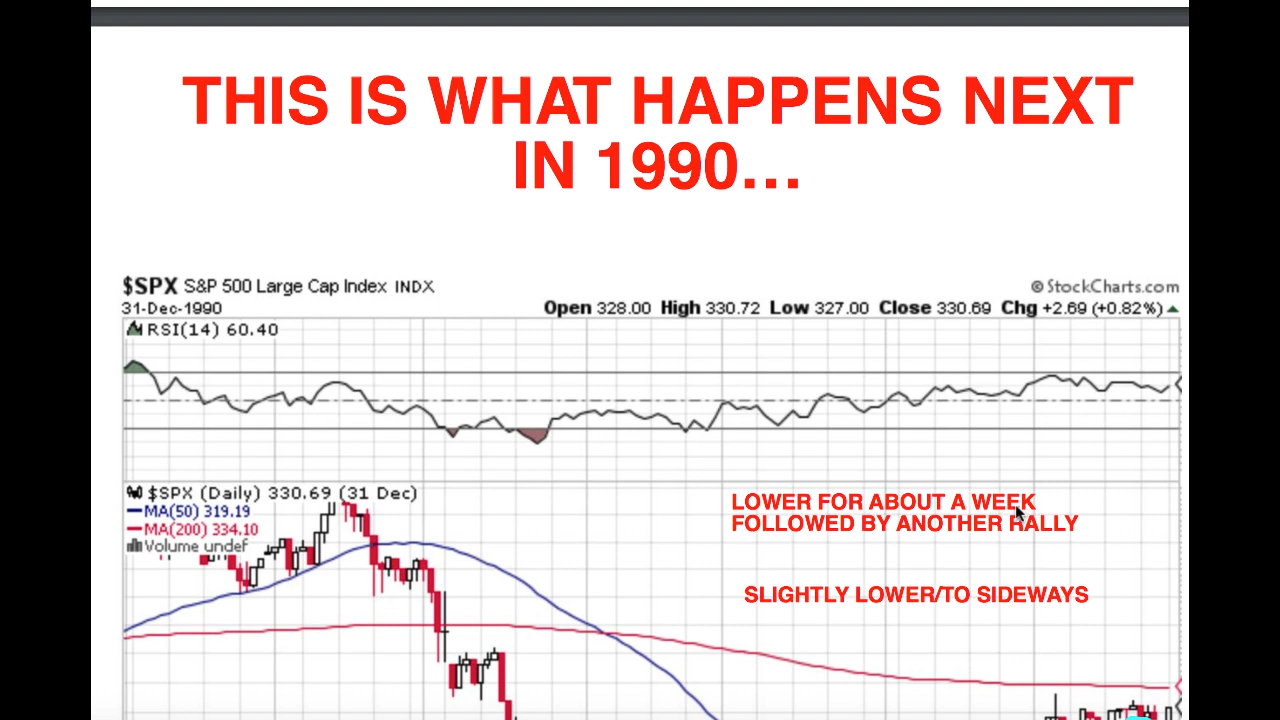 THIS IS WHAT HAPPENS NEXT
IN 1990...
$SPX S&P 500 Large Cap Index INDX
© StockCharts.com
31-Dec-1990
Open 328.00 High 330.72 Low 327.00 Close 330.69 Chg +2.69 (+0.82%)
RSI(14) 60.40
$SPX (Daily) 330.69 (31 Dec)
MA(50) 319.19
MA(200) 334.10
Volume undef
LOWER FOR ABOUT A WEEK
FOLLOWED BY ANOTHER RALLY
SLIGHTLY LOWER/TO SIDEWAYS